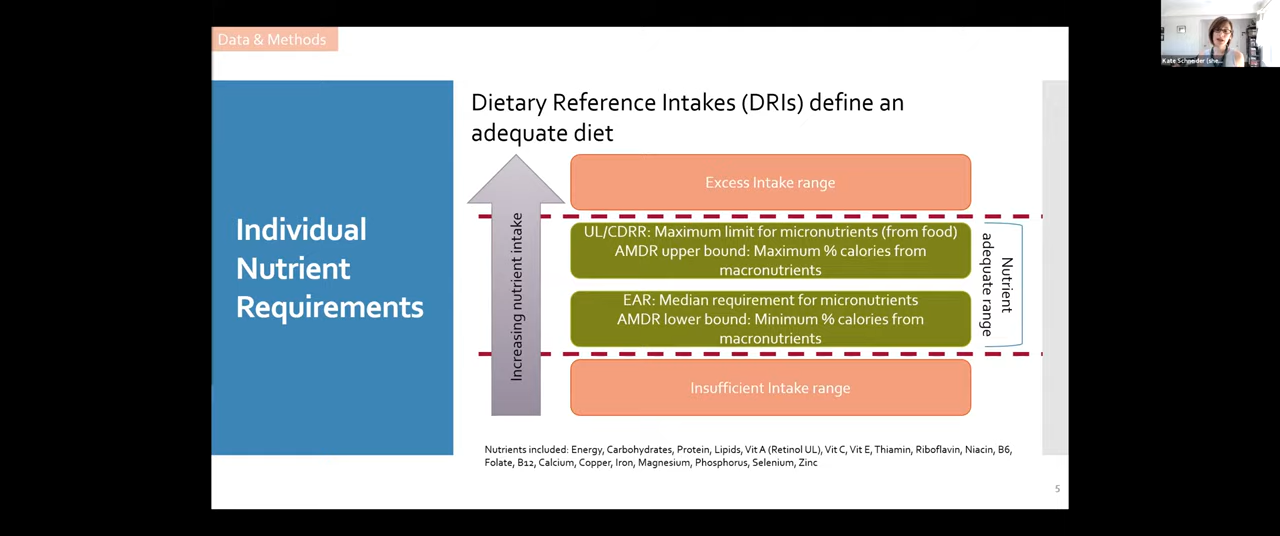 Data & Methods
Kate Schneider (she...
Individual
Nutrient
Requirements
Dietary Reference Intakes (DRIs) define an
adequate diet
Increasing nutrient intake
Excess Intake range
UL/CDRR: Maximum limit for micronutrients (from food)
AMDR upper bound: Maximum % calories from
macronutrients
EAR: Median requirement for micronutrients
AMDR lower bound: Minimum % calories from
macronutrients
Nutrient
adequate range
Insufficient Intake range
Nutrients included: Energy, Carbohydrates, Protein, Lipids, Vit A (Retinol UL), Vit C, Vit E, Thiamin, Riboflavin, Niacin, B6,
Folate, B12, Calcium, Copper, Iron, Magnesium, Phosphorus, Selenium, Zinc
5